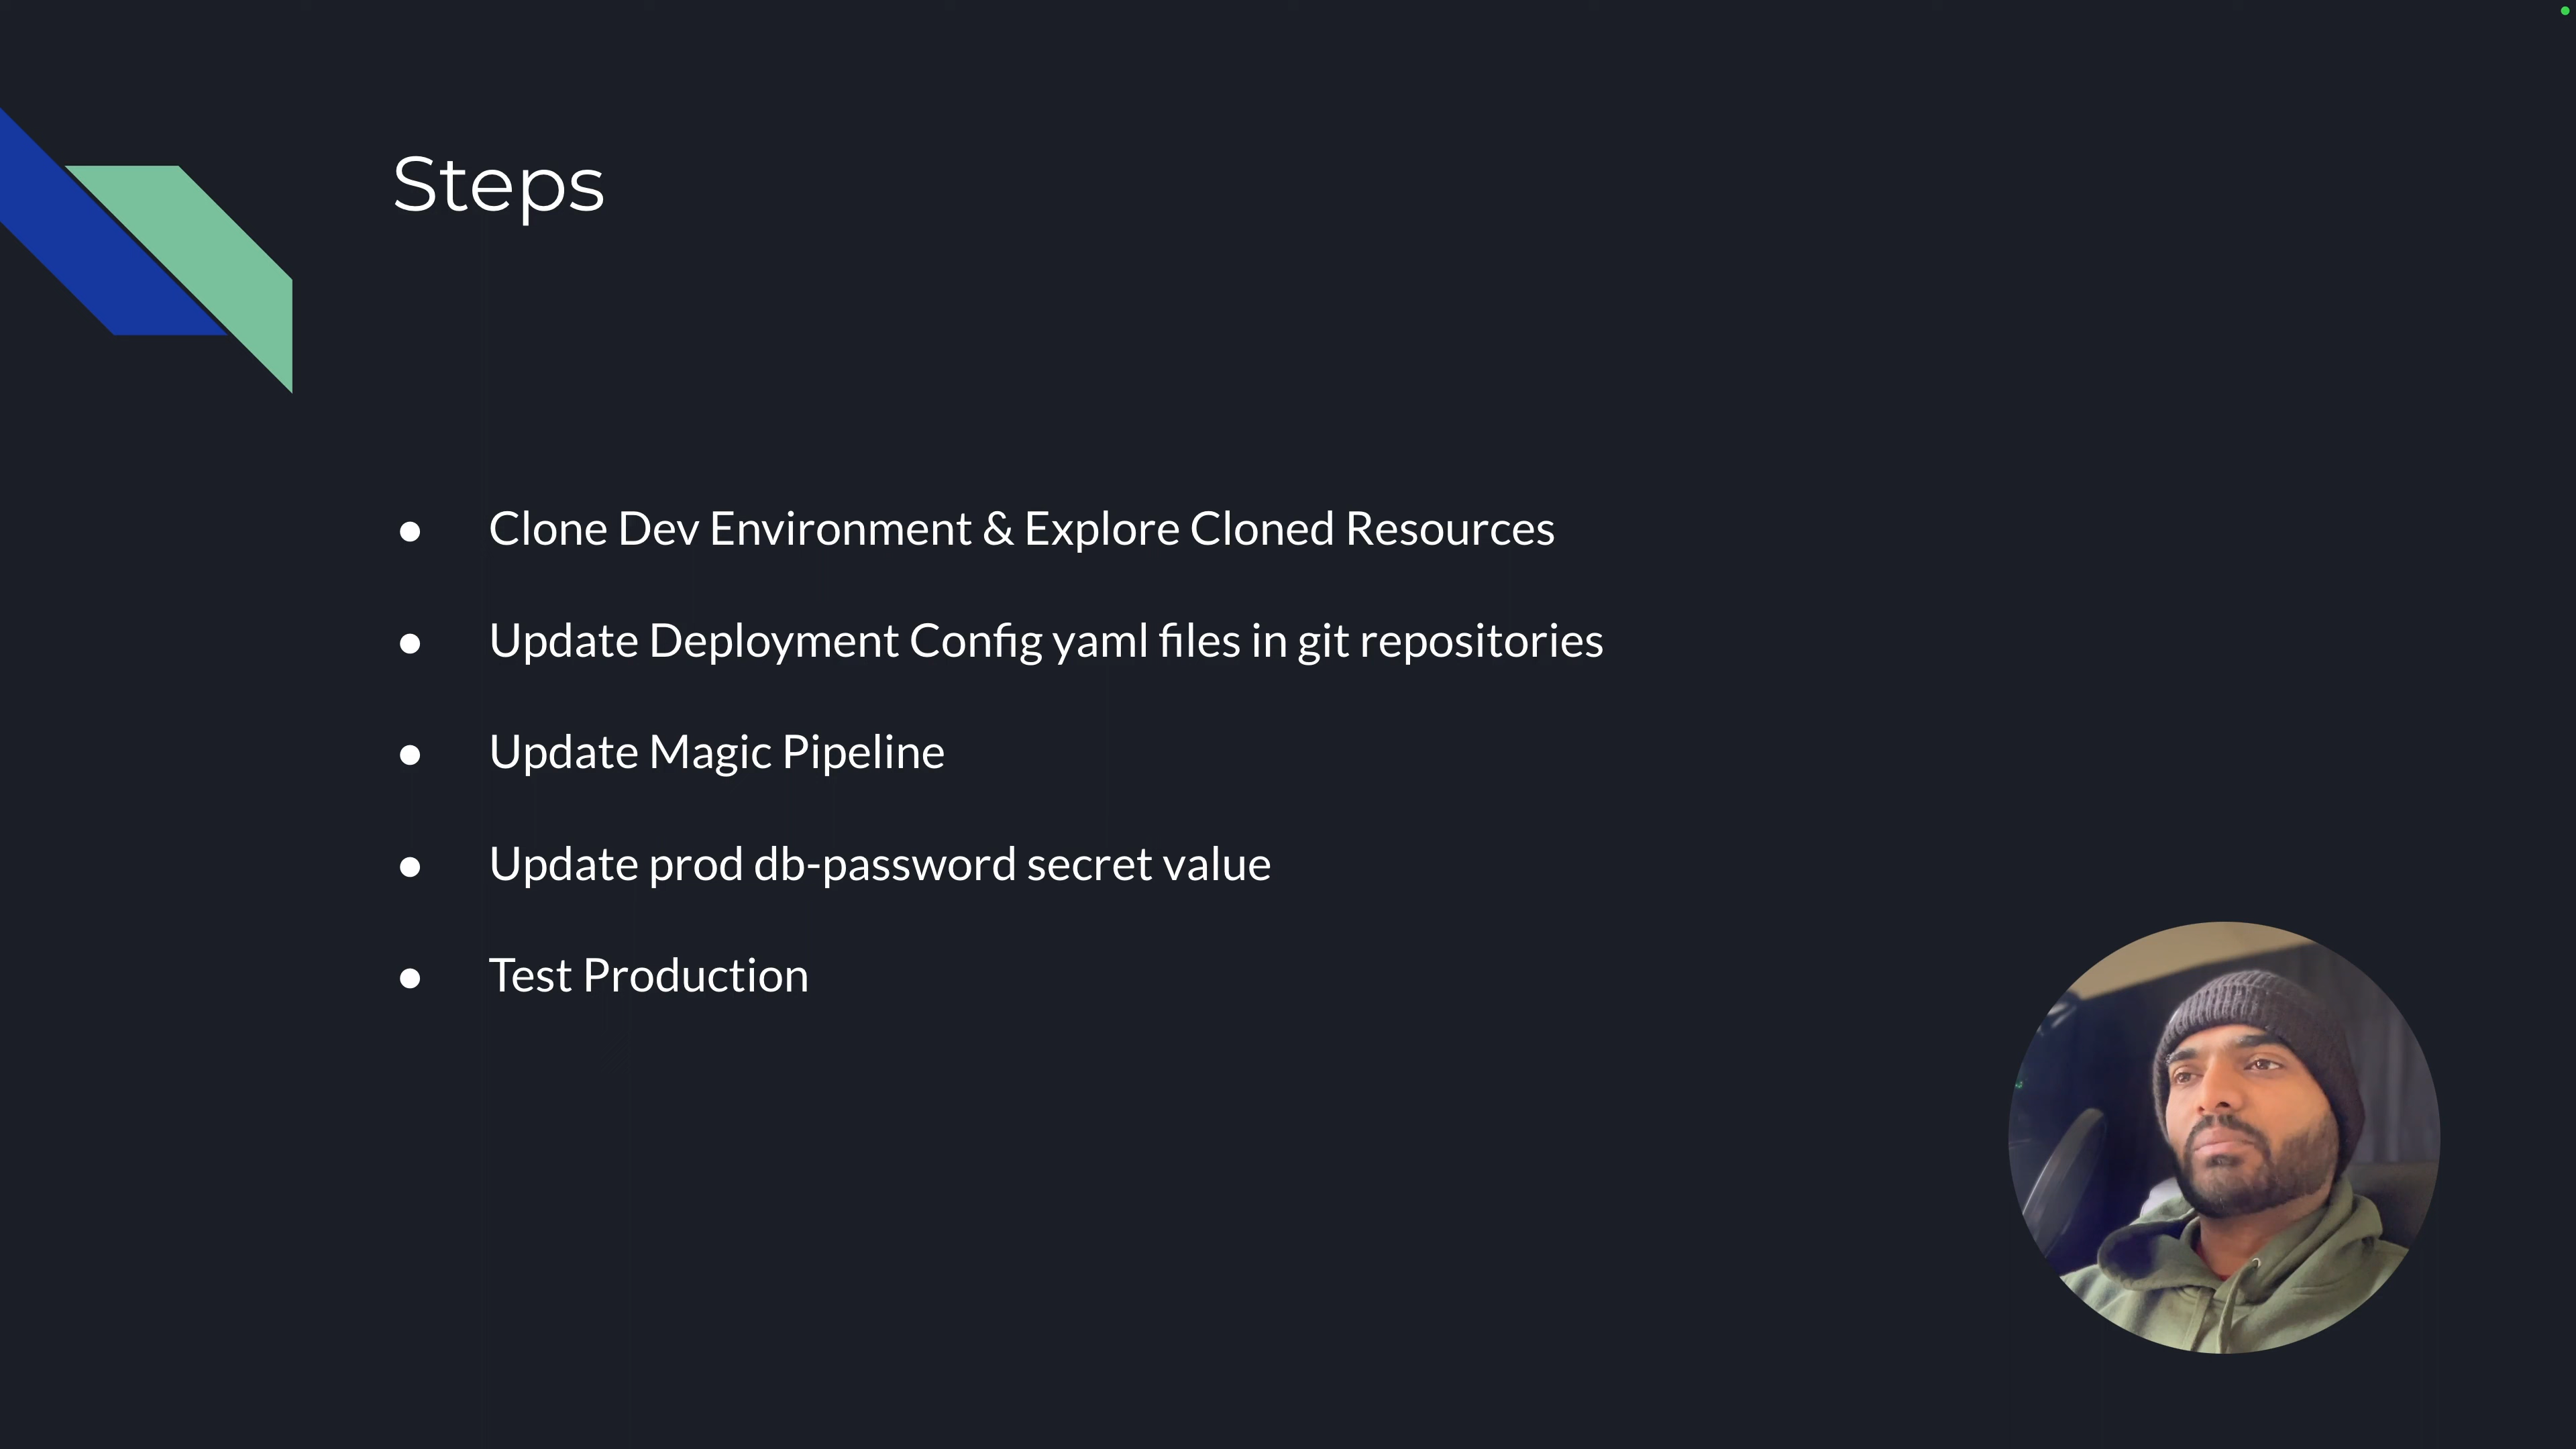 Steps
● Clone Dev Environment & Explore Cloned Resources
● Update Deployment Config yaml files in git repositories
● Update Magic Pipeline
● Update prod db-password secret value
● Test Production